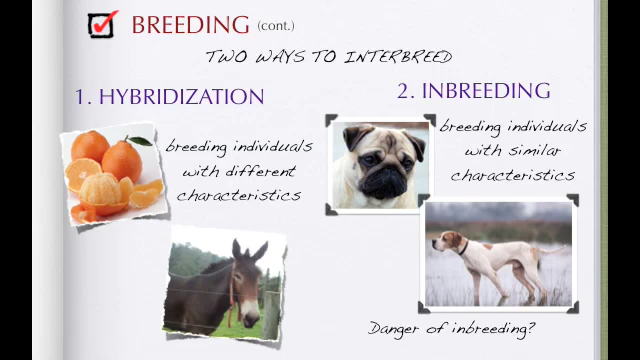 BREEDING (cont.)
TWO WAYS TO INTERBREED
1. HYBRIDIZATION
breeding individuals
with different
characteristics
2. INBREEDING
breeding individuals
with similar
characteristics
Danger of inbreeding?